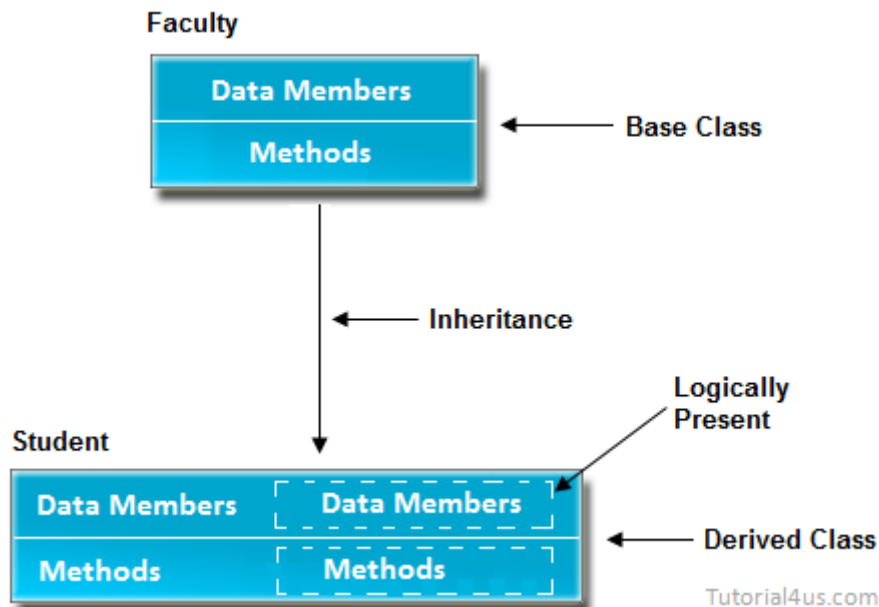 Faculty
Data Members
Methods
Base Class
Inheritance
Logically
Present
Student
Data Members
Data Members
Methods
Methods
Derived Class
Tutorial4us.com